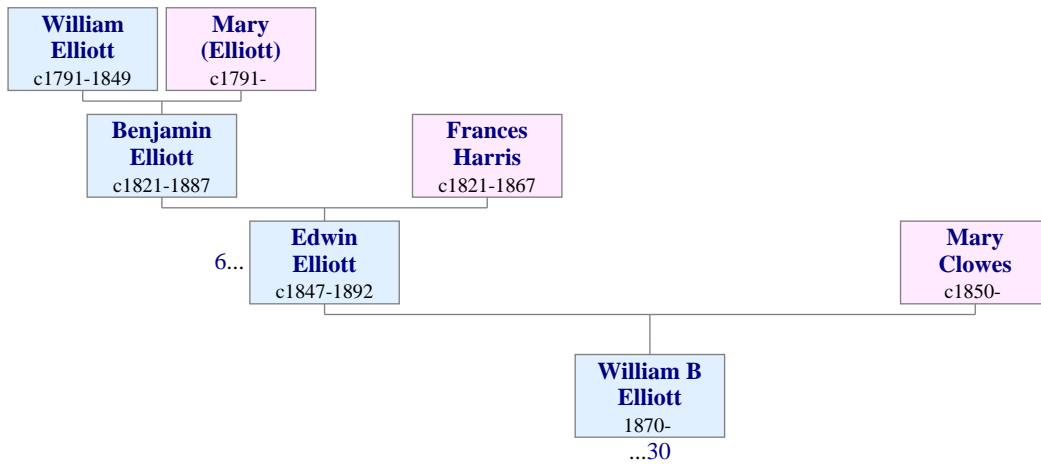 William
Elliott
c1791-1849
Mary
(Elliott)
c1791-
Benjamin
Elliott
c1821-1887
Frances
Harris
c1821-1867
6...
Edwin
Elliott
c1847-1892
Mary
Clowes
c1850-
William B
Elliott
1870-
...30